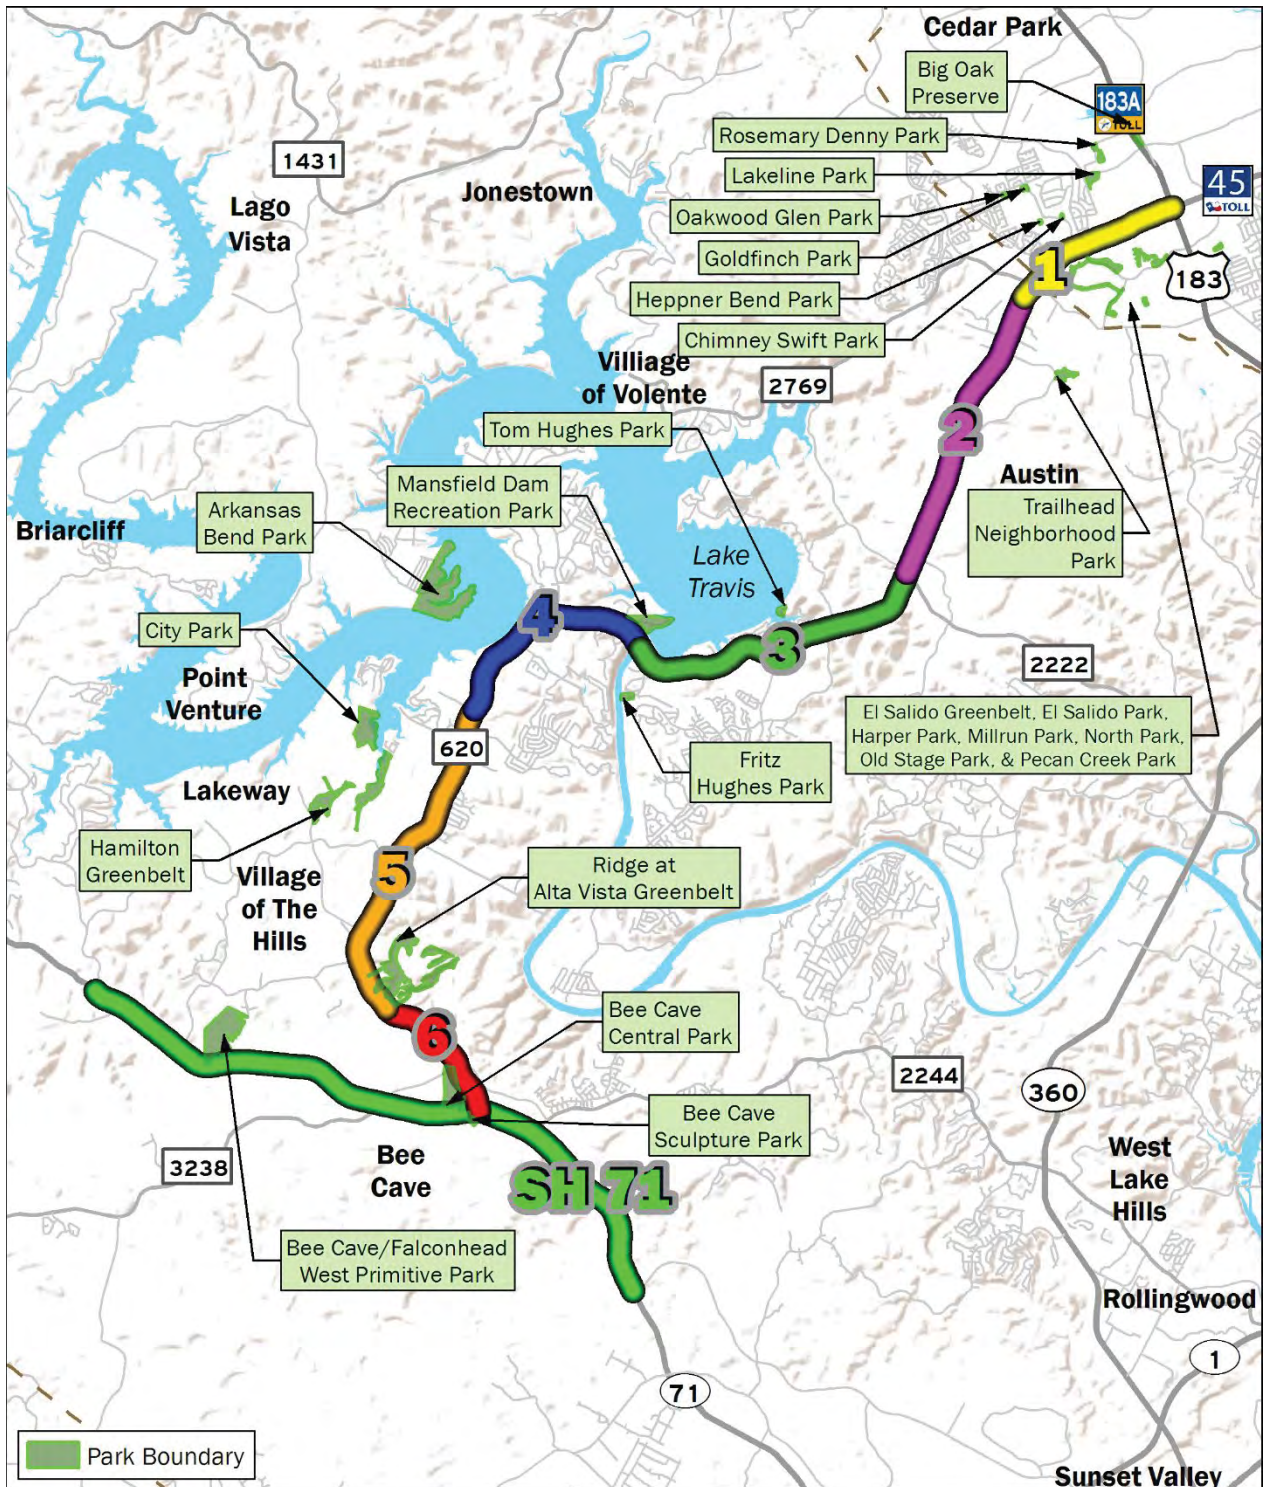 Cedar Park
Big Oak
Preserve
183A
TOLL
Rosemary Denny Park
1431
Lakeline Park
Jonestown
45
TOLL
Lago
Vista
Oakwood Glen Park
Goldfinch Park
1
183
Heppner Bend Park
Chimney Swift Park
Villiage
of Volente
2769
Tom Hughes Park
2
Mansfield Dam
Recreation Park
Austin
Trailhead
Neighborhood
Park
Arkansas
Bend Park
Briarcliff
Lake
Travis
4
City Park
3
2222
Point
Venture
620
El Salido Greenbelt, El Salido Park,
Harper Park, Millrun Park, North Park,
Old Stage Park, & Pecan Creek Park
Fritz
Hughes Park
Lakeway
Hamilton
Greenbelt
5
Ridge at
Alta Vista Greenbelt
Village
of The
Hills
Bee Cave
Central Park
6
2244
360
Bee Cave
Sculpture Park
Bee
Cave
3238
West
Lake
Hills
SH 71
Bee Cave/Falconhead
West Primitive Park
Rollingwood
1
71
Park Boundary
Sunset Valley